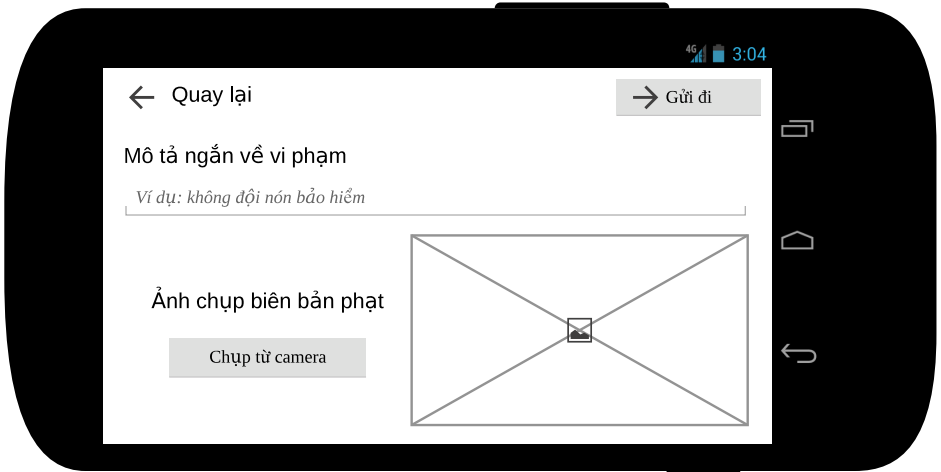 4G 3:04
Quay lại
Gửi đi
Mô tả ngắn về vi phạm
Ví dụ: không đội nón bảo hiểm
Ảnh chụp biên bản phạt
Chụp từ camera